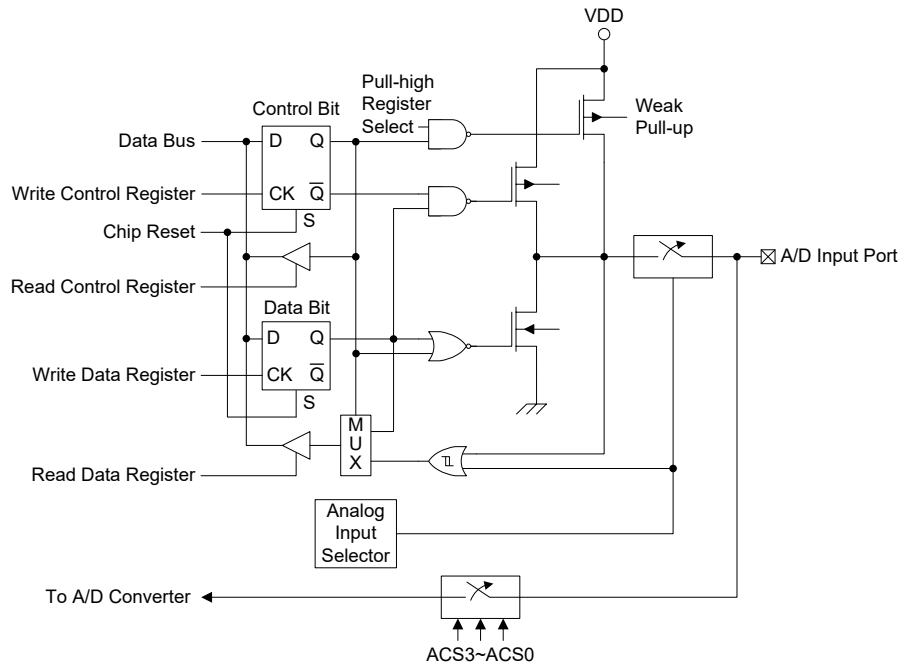 VDD
Pull-high
Register
Select
Weak
Pull-up
Control Bit
Data Bus
D
Q
Write Control Register
CK
Q
S
Chip Reset
Read Control Register
A/D Input Port
Data Bit
D
Q
Write Data Register
CK
Q
S
M
U
X
Read Data Register
Analog
Input
Selector
To A/D Converter
ACS3~ACS0